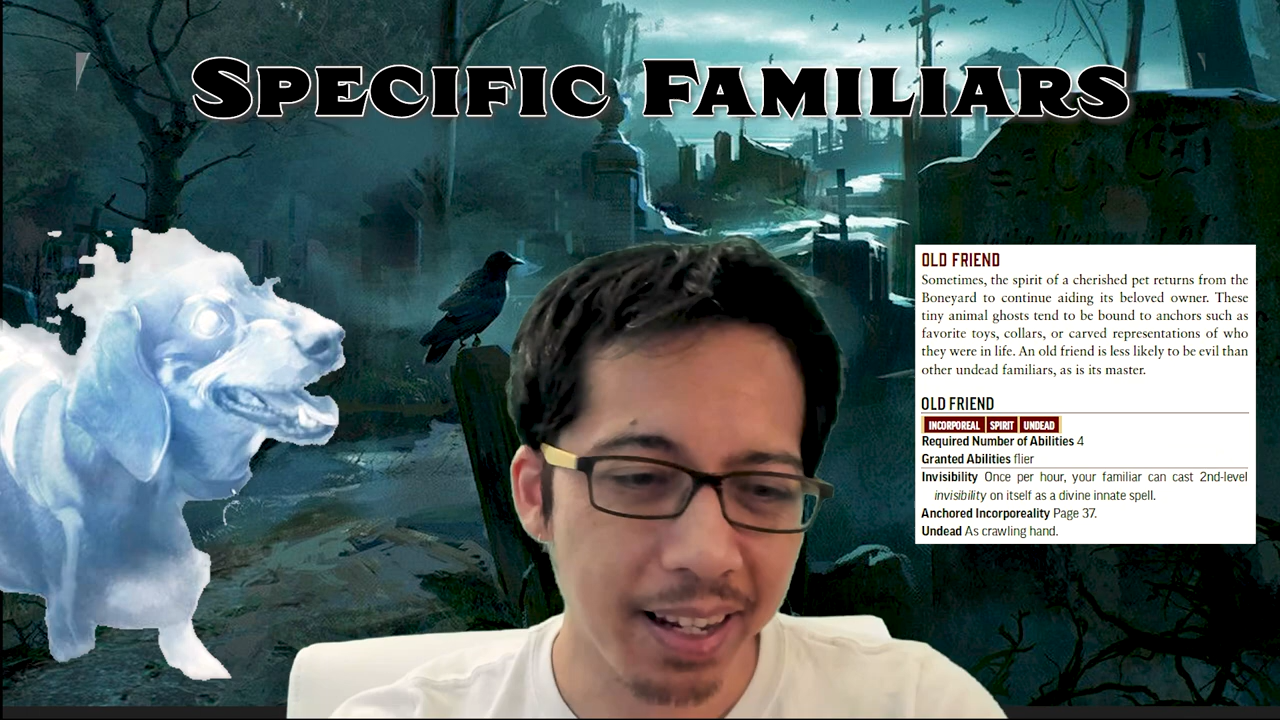 SPECIFIC FAMILIARS
OLD FRIEND
Sometimes, the spirit of a cherished pet returns from the
Boneyard to continue aiding its beloved owner. These
tiny animal ghosts tend to be bound to anchors such as
favorite toys, collars, or carved representations of who
they were in life. An old friend is less likely to be evil than
other undead familiars, as is its master.
OLD FRIEND
INCORPOREAL SPIRIT UNDEAD
Required Number of Abilities 4
Granted Abilities flier
Invisibility Once per hour, your familiar can cast 2nd-level
invisibility on itself as a divine innate spell.
Anchored Incorporeality Page 37.
Undead As crawling hand.